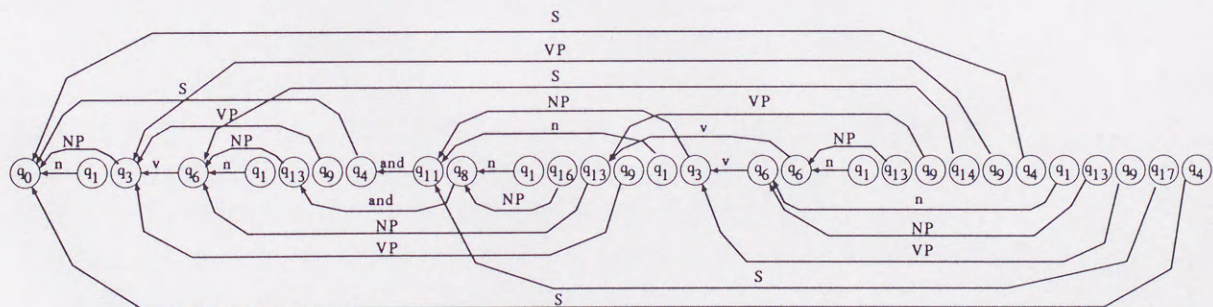 S
VP
S
S
NP VP
VP
n
v
NP NP NP
n v n and n v n
q0 q1 q3 q6 q1 q13 q9 q4 q11 q8 q1 q16 q13 q9 q1 q3 q6 q6 q1 q13 q9 q14 q9 q4 q1 q13 q9 q17 q4
and NP n
NP NP
VP VP
S
S